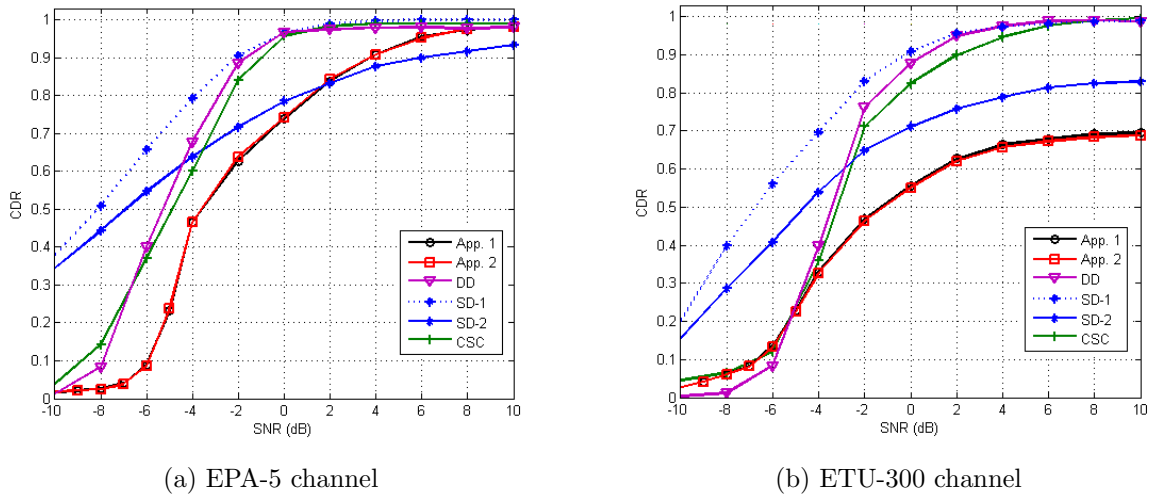 1
0.9
0.8
0.7
0.6
0.5
0.4
0.3
0.2
0.1
0
CDR
-10 -8 -6 -4 -2 0 2 4 6 8 10
SNR (dB)
App. 1
App. 2
DD
SD-1
SD-2
CSC
(a) EPA-5 channel
1
0.9
0.8
0.7
0.6
0.5
0.4
0.3
0.2
0.1
0
CDR
-10 -8 -6 -4 -2 0 2 4 6 8 10
SNR (dB)
App. 1
App. 2
DD
SD-1
SD-2
CSC
(b) ETU-300 channel